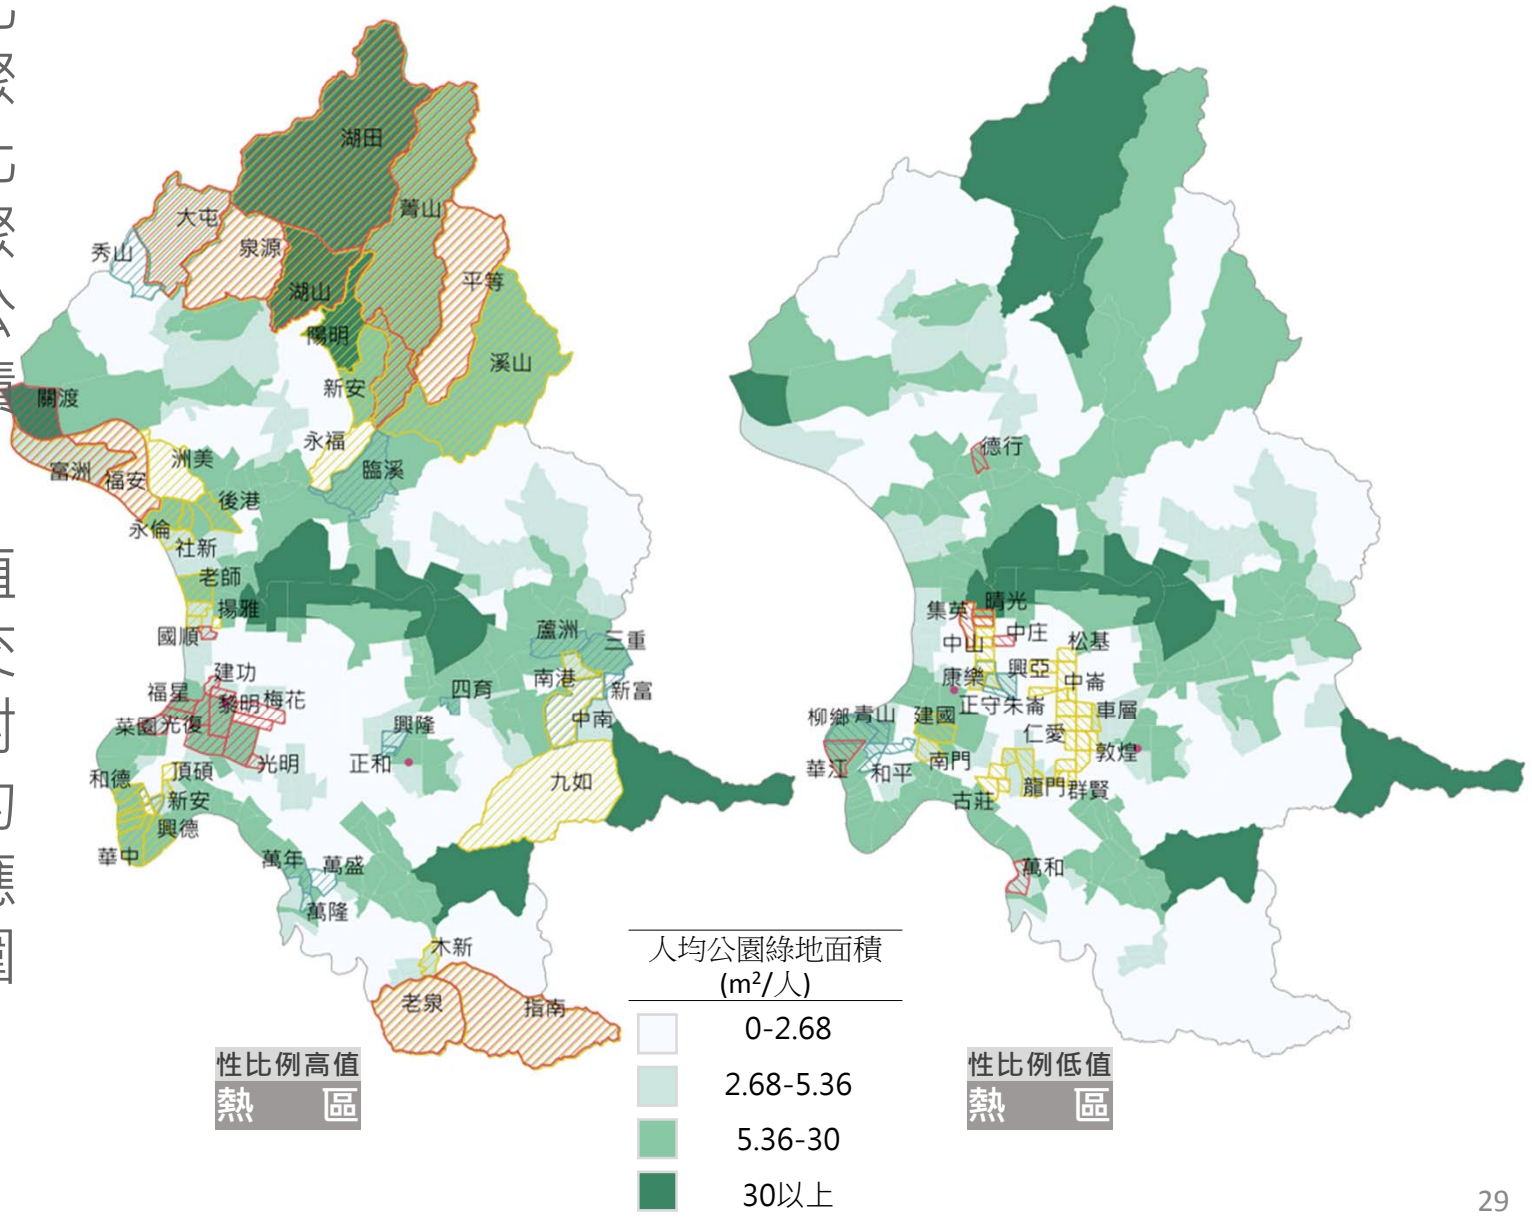 湖田
菁山
大屯
泉源
秀山
湖山
平等
陽明
溪山
新安
關渡
永福
洲美
臨溪
富洲
福安
後港
永倫
社新
老師
揚雅
國順
蘆洲
三重
建功
南港
福星
黎明
梅花
四育
新富
菜園
光復
興隆
中南
光明
正和
和德
頂碩
九如
新安
興德
華中
萬年
萬盛
萬隆
木新
老泉
指南
性比例高值
熱 區
德行
集英
晴光
中山
中庄
松基
興亞
康樂
中崙
正守
朱崙
柳鄉
青山
建國
車層
仁愛
華江
和平
南門
敦煌
古莊
龍門
群賢
萬和
性比例低值
熱 區
人均公園綠地面積
(m²/人)
0-2.68
2.68-5.36
5.36-30
30以上
29